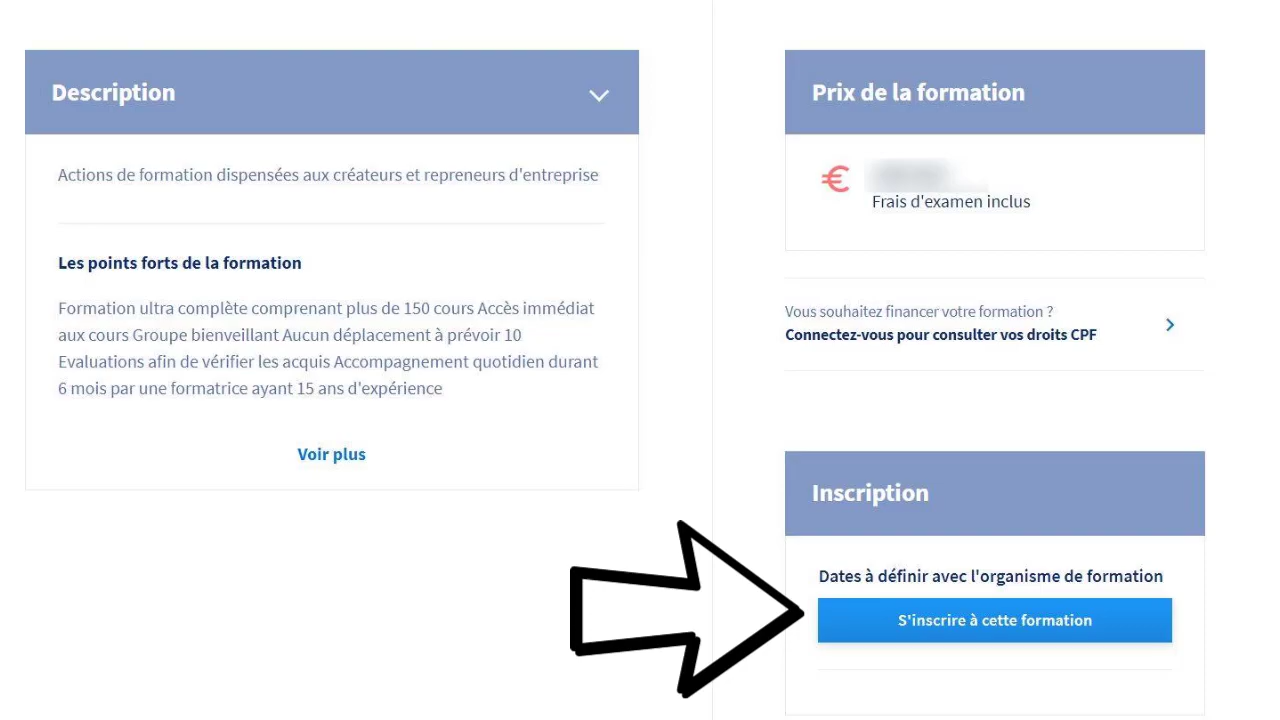 Description
Actions de formation dispensées aux créateurs et repreneurs d'entreprise
Les points forts de la formation
Formation ultra complète comprenant plus de 150 cours Accès immédiat
aux cours Groupe bienveillant Aucun déplacement à prévoir 10
Evaluations afin de vérifier les acquis Accompagnement quotidien durant
6 mois par une formatrice ayant 15 ans d'expérience
Voir plus
Prix de la formation
€
Frais d'examen inclus
Vous souhaitez financer votre formation ?
Connectez-vous pour consulter vos droits CPF
Inscription
Dates à définir avec l'organisme de formation
S'inscrire à cette formation